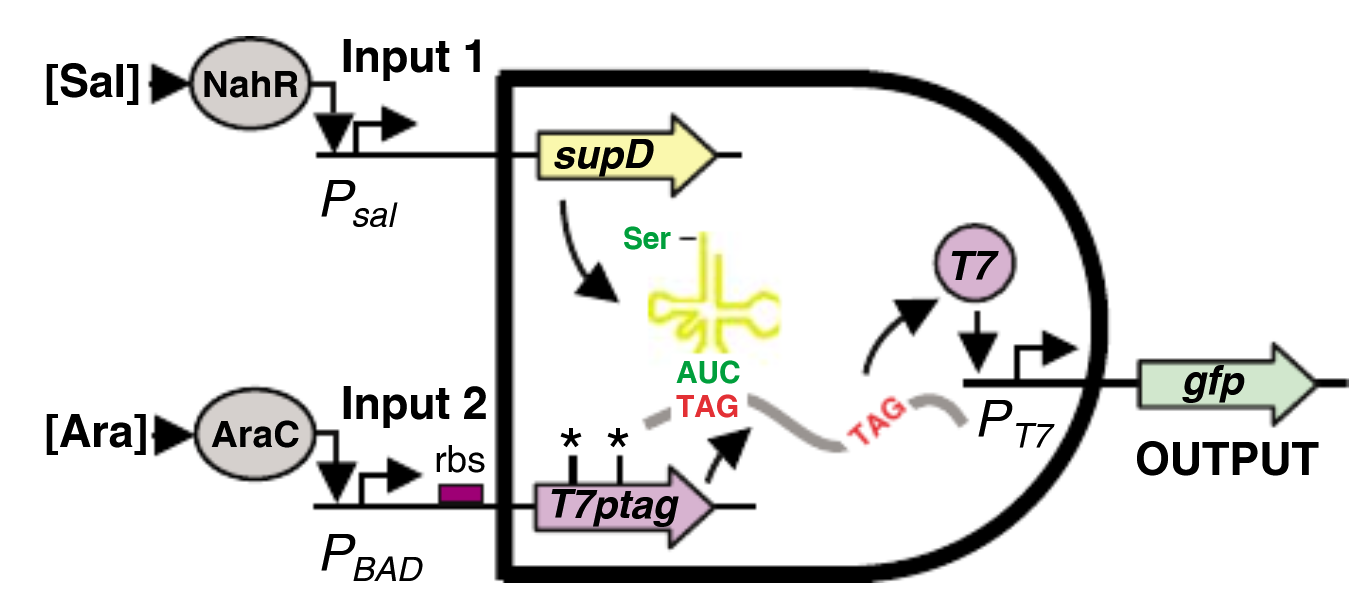 [Sal]
NahR
Input 1
P sal
supD
Ser
AUC
TAG
TAG
T7
P T7
gfp
OUTPUT
[Ara]
AraC
Input 2
rbs
P BAD
* *
T7ptag